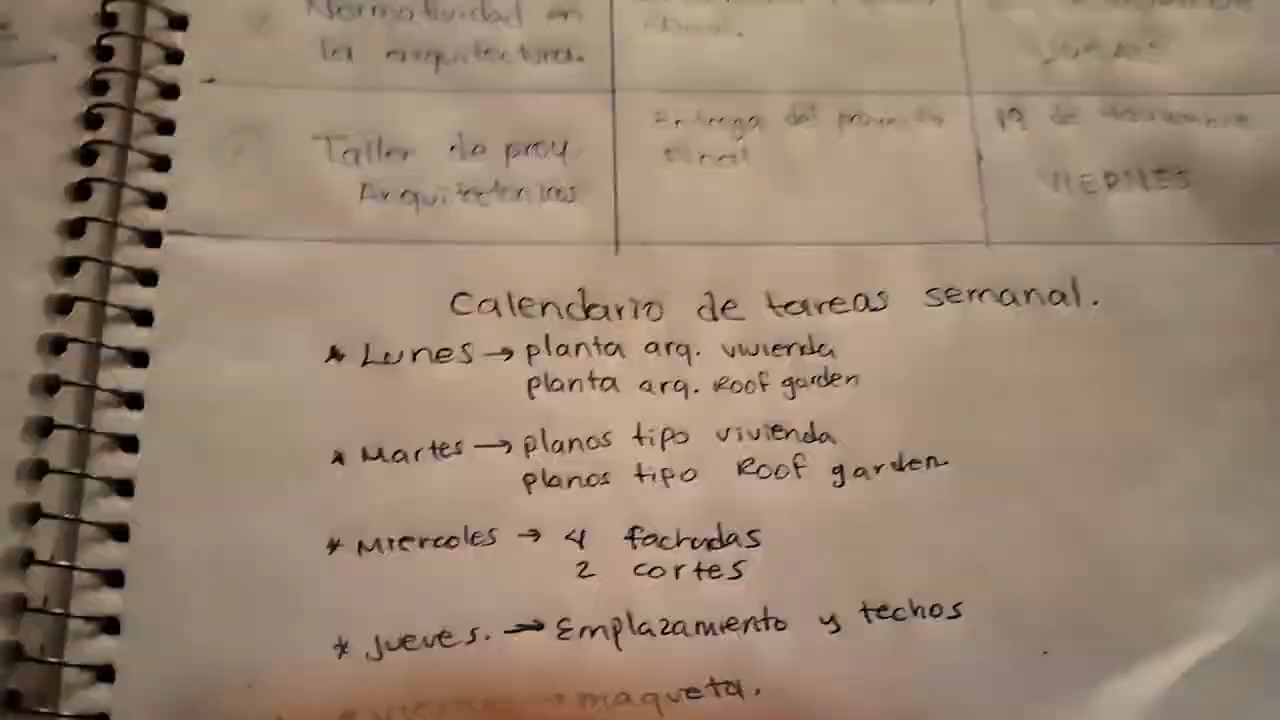 Normatividad en
la arquitectura.
Taller de proy
Arquitectonicos
Entrega del proyecto
final
19 de
VIERNES
Calendario de tareas semanal.
* Lunes → planta arq. vivienda
planta arq. Roof garden
* Martes → planos tipo vivienda
planos tipo Roof garden
* Miercoles → 4 fachadas
2 cortes
* Jueves. → Emplazamiento y techos
→ maqueta.